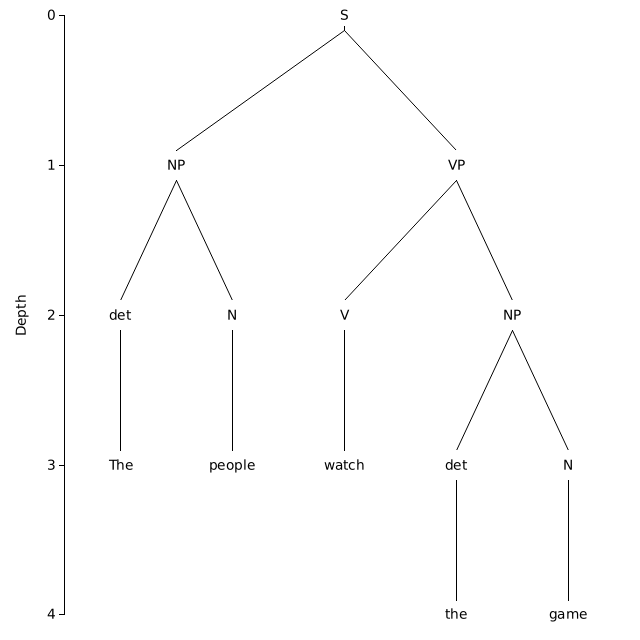 0 S
1 NP VP
Depth
2 det N V NP
3 The people watch det N
4 the game